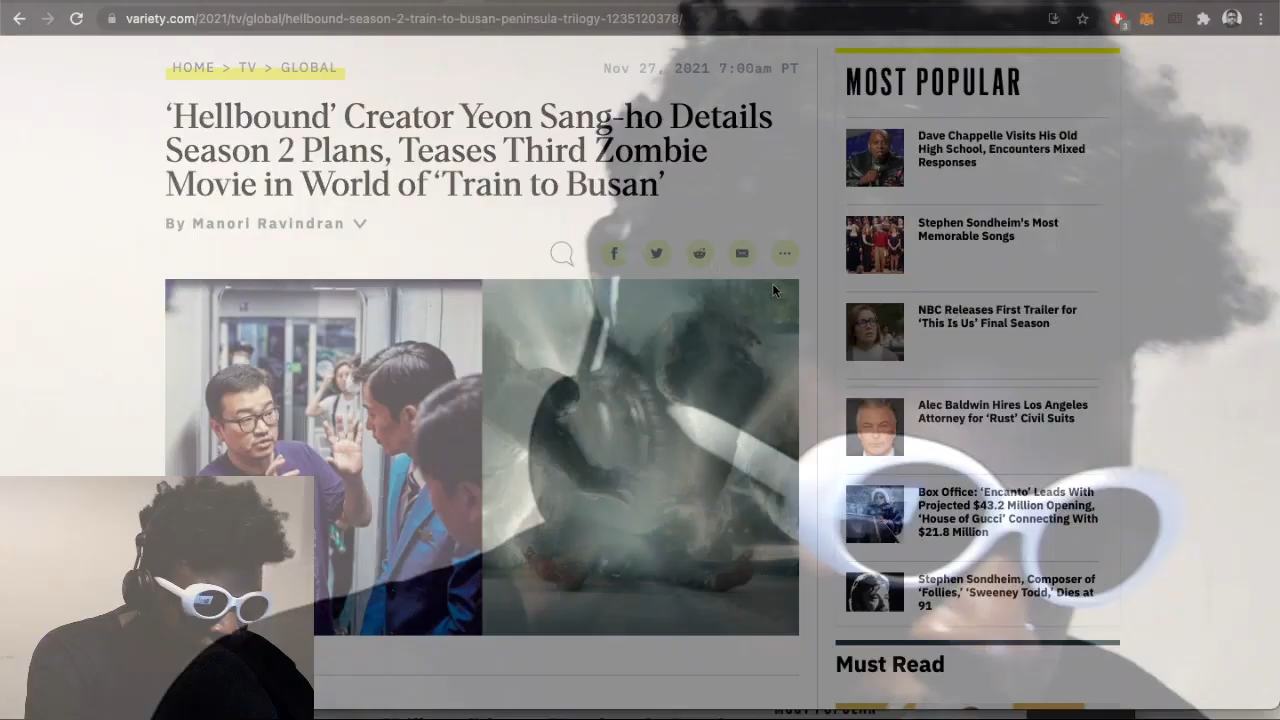 variety.com/2021/tv/global/hellbound-season-2-train-to-busan-peninsula-trilogy-1235120378/
3
HOME > TV > GLOBAL
Nov 27, 2021 7:00am PT
‘Hellbound’ Creator Yeon Sang-ho Details
Season 2 Plans, Teases Third Zombie
Movie in World of ‘Train to Busan’
By Manori Ravindran
MOST POPULAR
Dave Chappelle Visits His Old
High School, Encounters Mixed
Responses
Stephen Sondheim's Most
Memorable Songs
NBC Releases First Trailer for
‘This Is Us’ Final Season
Alec Baldwin Hires Los Angeles
Attorney for ‘Rust’ Civil Suits
Box Office: ‘Encanto’ Leads With
Projected $43.2 Million Opening,
‘House of Gucci’ Connecting With
$21.8 Million
Stephen Sondheim, Composer of
‘Follies,’ ‘Sweeney Todd,’ Dies at
91
Must Read